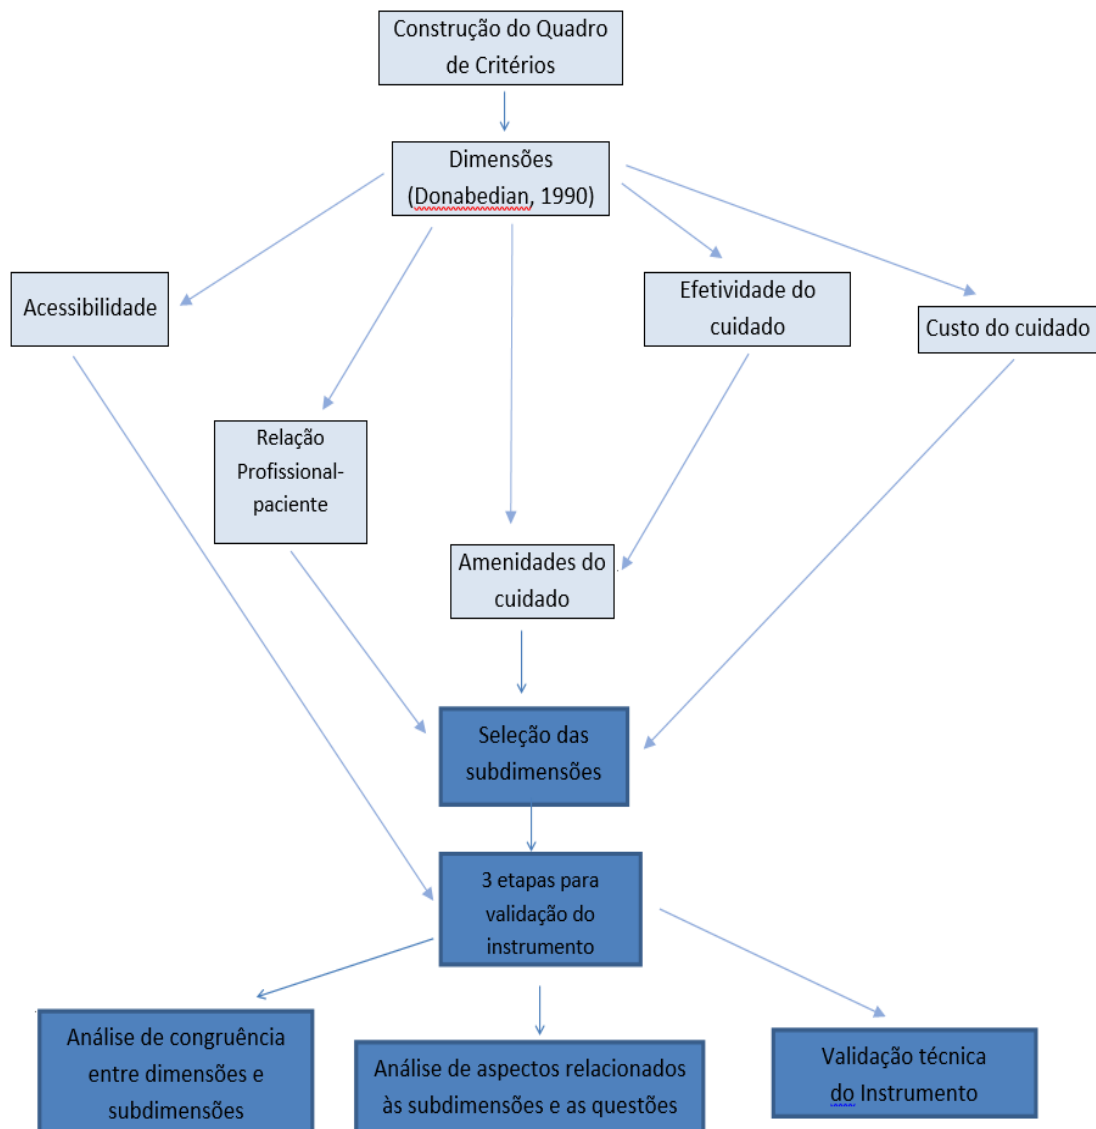 Construção do Quadro
de Critérios
Dimensões
(Donabedian, 1990)
Acessibilidade
Efetividade do
cuidado
Custo do cuidado
Relação
Profissional-
paciente
Amenidades do
cuidado
Seleção das
subdimensões
3 etapas para
validação do
instrumento
Análise de congruência
entre dimensões e
subdimensões
Análise de aspectos relacionados
às subdimensões e as questões
Validação técnica
do Instrumento